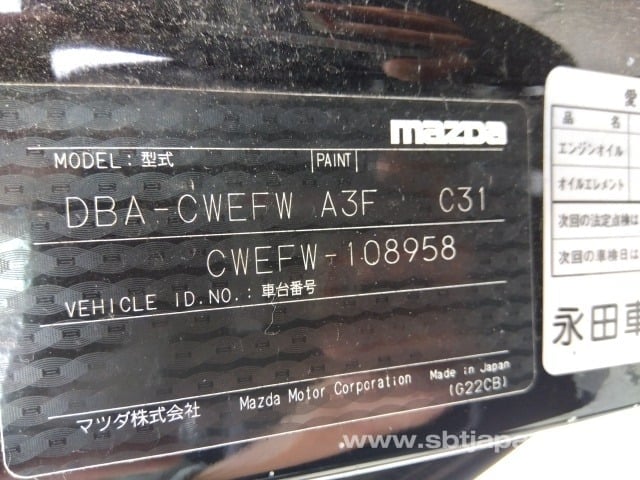 mazda
MODEL: 型式 PAINT
DBA-CWEFW A3F C31
CWEFW-108958
VEHICLE ID.NO.: 車台番号
マツダ株式会社 Mazda Motor Corporation Made in Japan
(G22CB)
愛
品 名
エンジンオイル
オイルエレメント
次回の法定点検は
次回の車検日は
永田車
www.sbtjapa